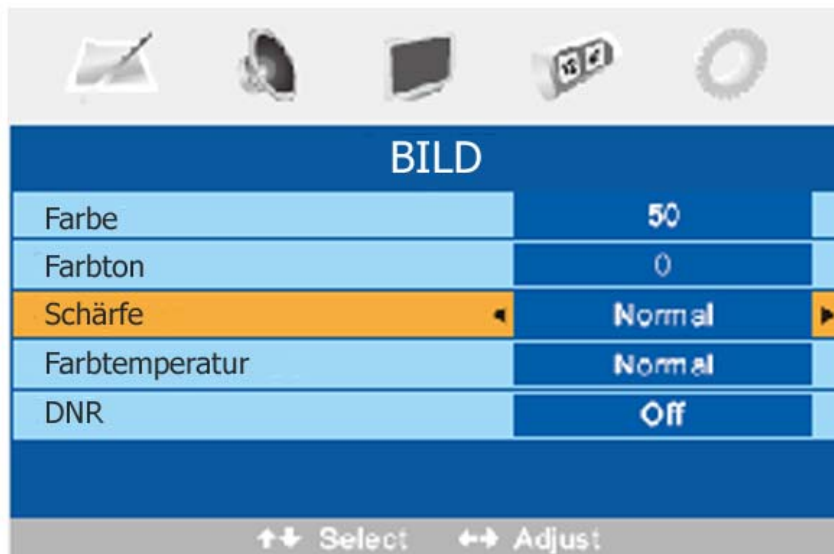 BILD
Farbe 50
Farbton 0
Schärfe Normal
Farbtemperatur Normal
DNR Off
Select Adjust